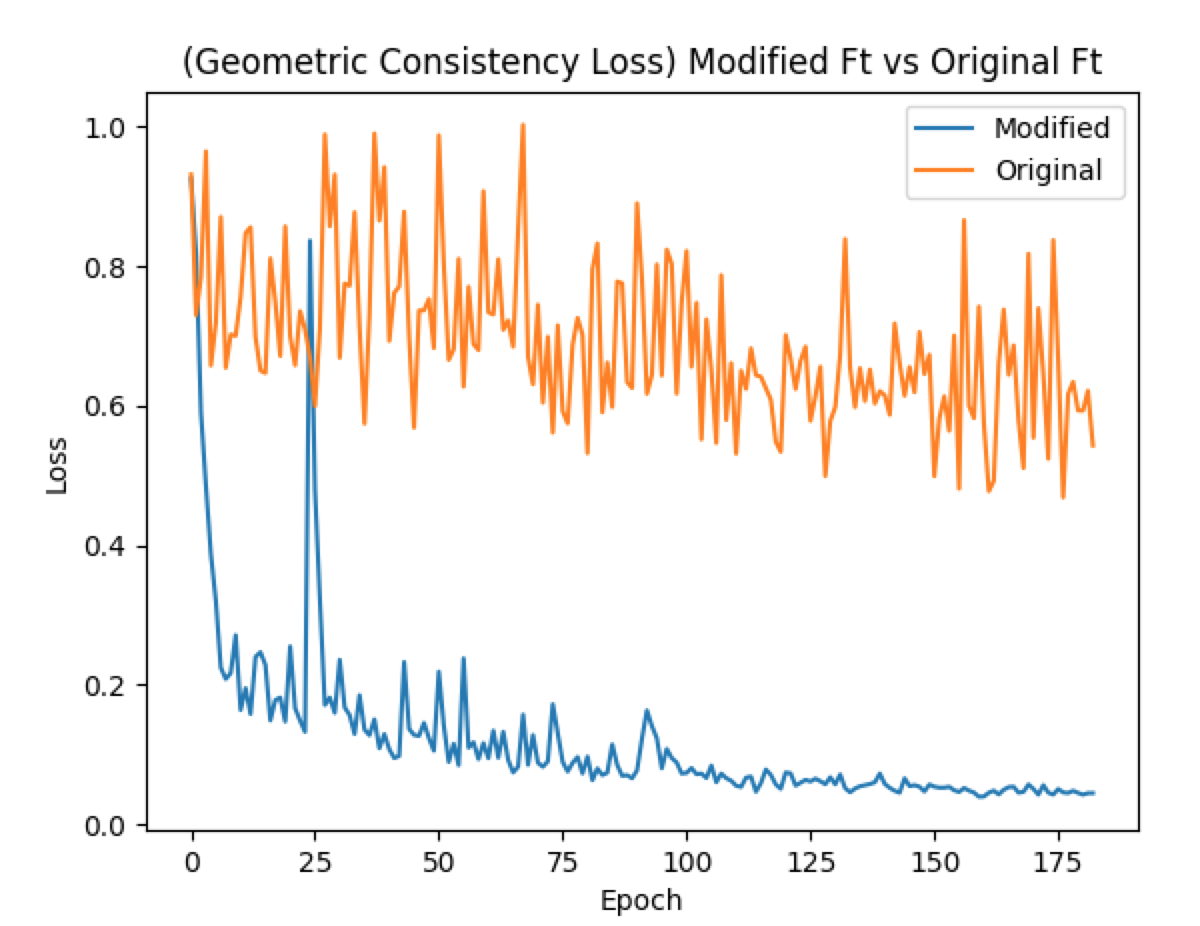 (Geometric Consistency Loss) Modified Ft vs Original Ft
Modified
Original
1.0
0.8
0.6
0.4
0.2
0.0
Loss
0 25 50 75 100 125 150 175
Epoch